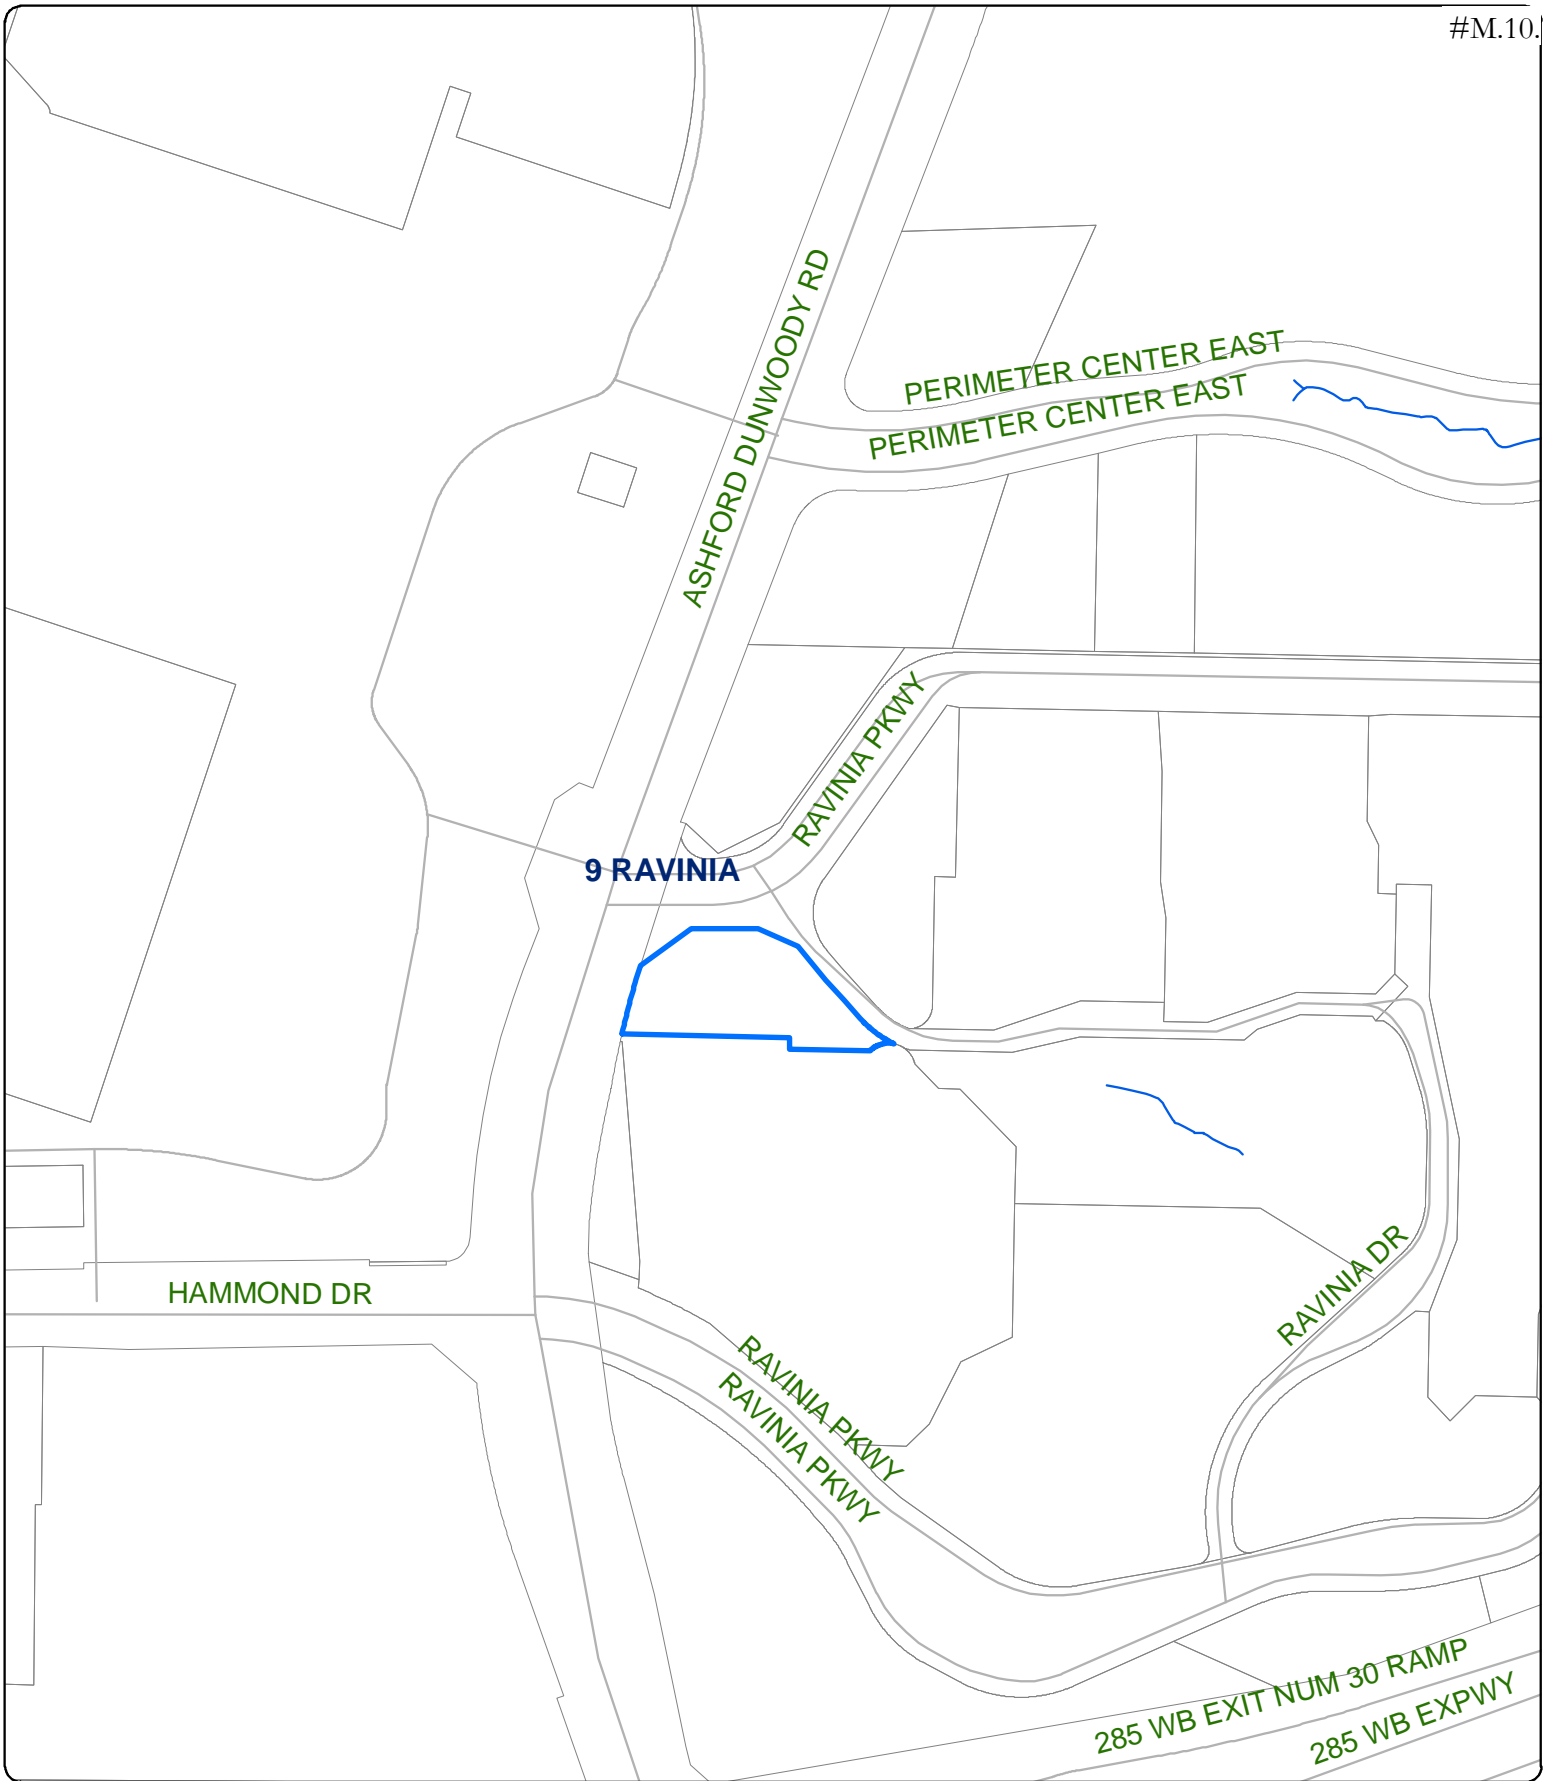 #M.10.
ASHFORD DUNWOODY RD
PERIMETER CENTER EAST
PERIMETER CENTER EAST
RAVINIA PKWY
9 RAVINIA
HAMMOND DR
RAVINIA DR
RAVINIA PKWY
RAVINIA PKWY
285 WB EXIT NUM 30 RAMP
285 WB EXPWY